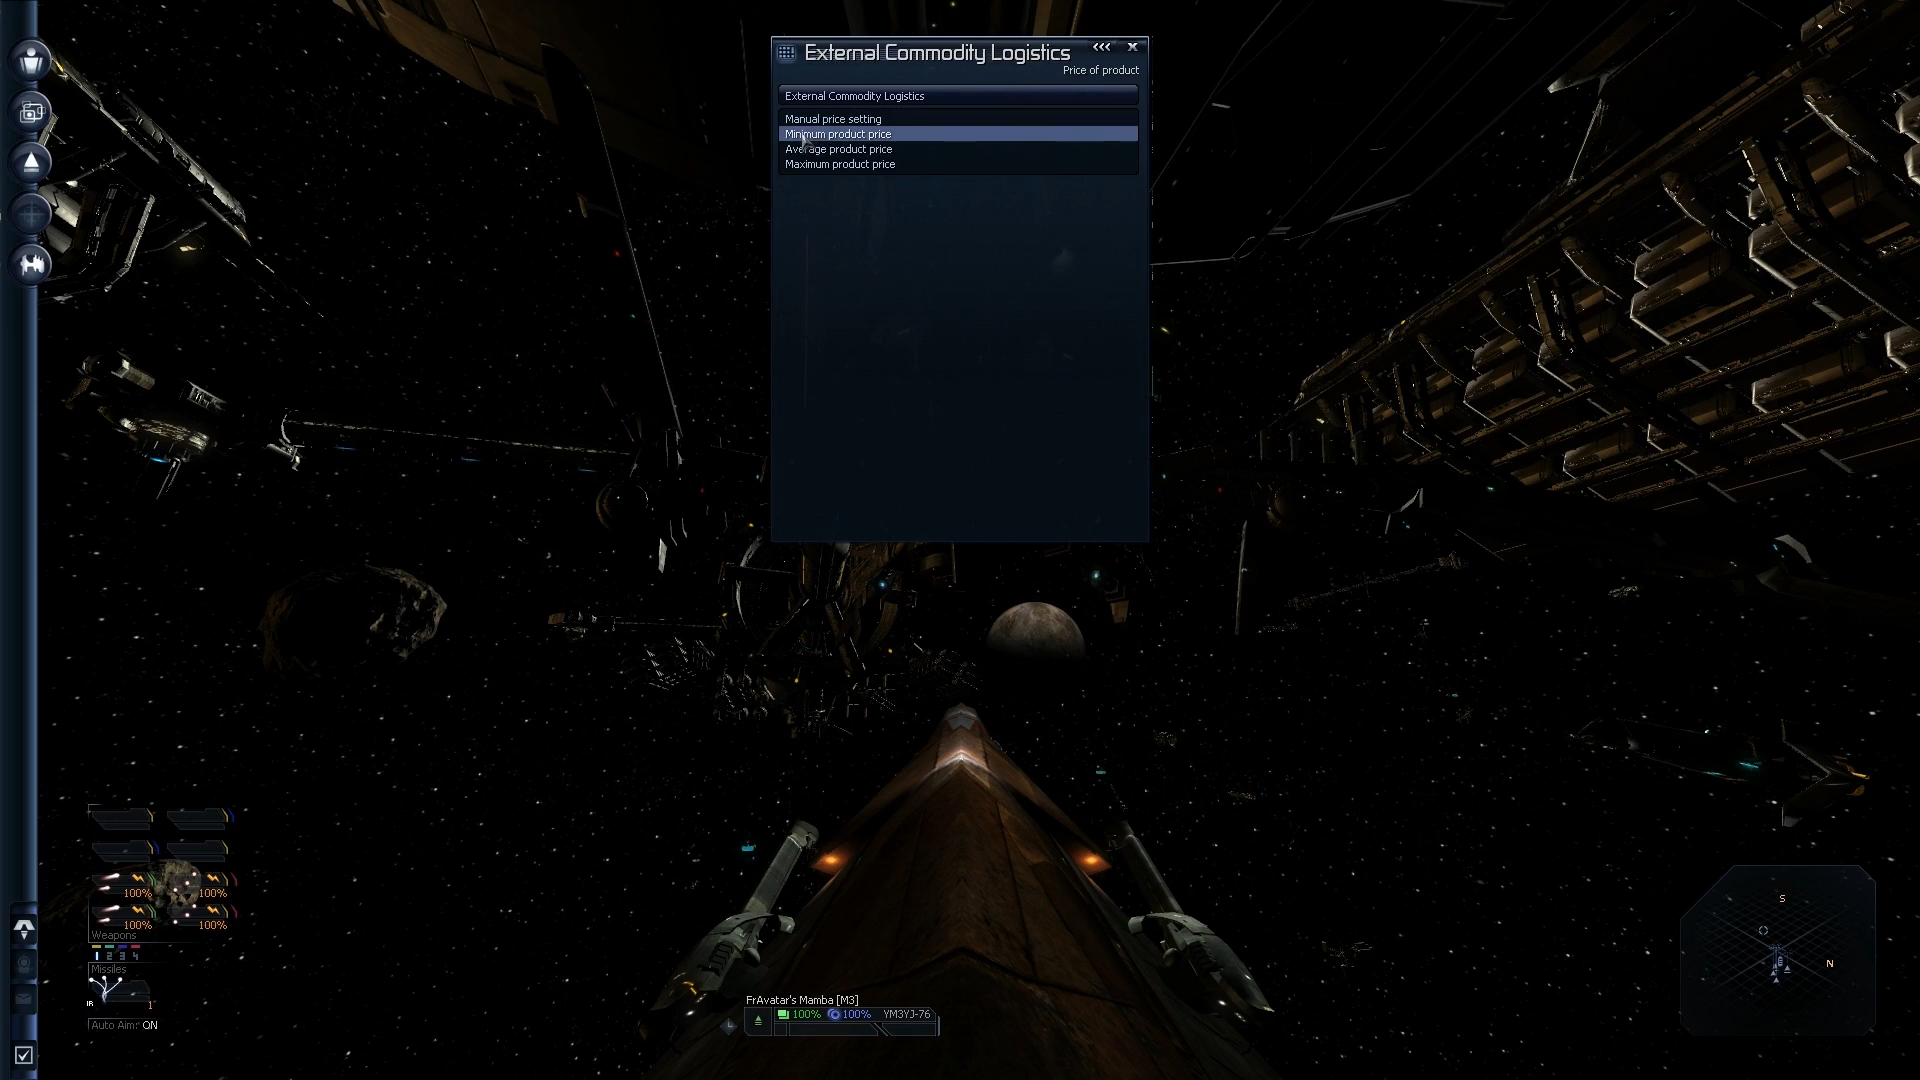 External Commodity Logistics
Price of product
External Commodity Logistics
Manual price setting
Minimum product price
Average product price
Maximum product price
100% 100%
100% 100%
Weapons
1 2 3 4
Missiles
IR 1
Auto Aim: ON
FrAvatar's Mamba [M3]
100% 100% YM3YJ-76
S
N